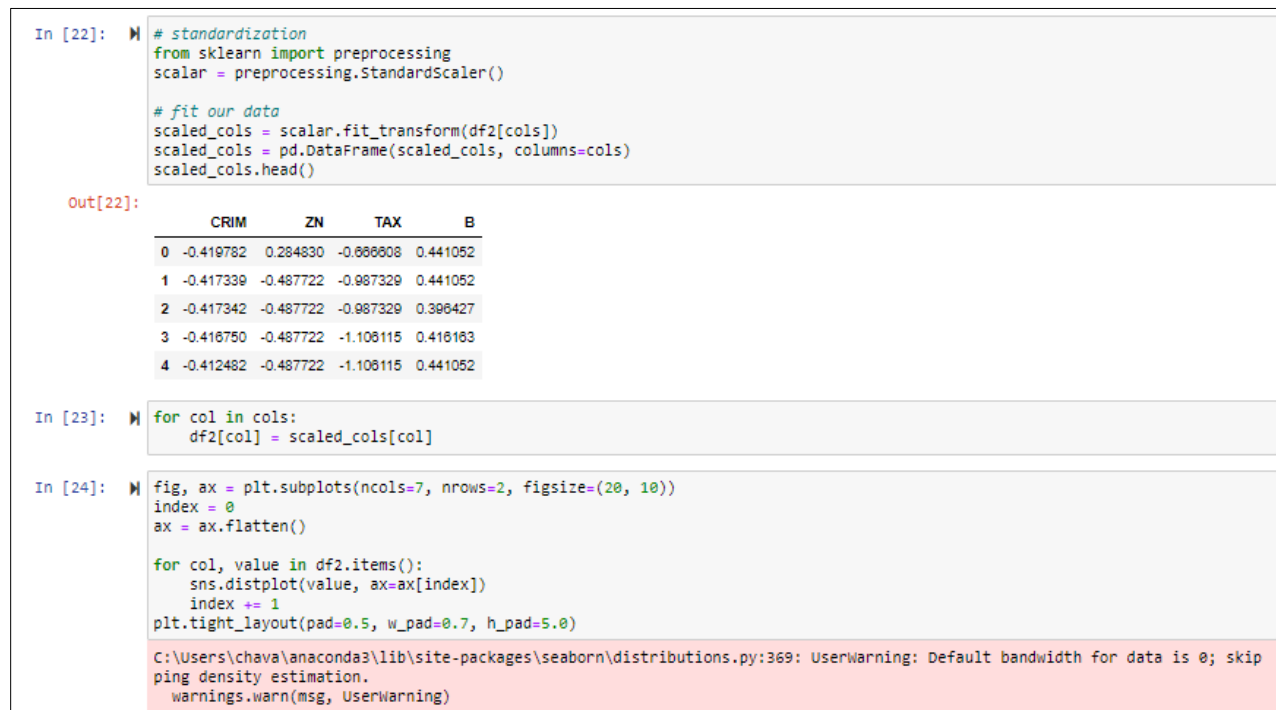 In [22]:
# standardization
from sklearn import preprocessing
scalar = preprocessing.StandardScaler()
# fit our data
scaled_cols = scalar.fit_transform(df2[cols])
scaled_cols = pd.DataFrame(scaled_cols, columns=cols)
scaled_cols.head()
Out[22]:
CRIM ZN TAX B
0 -0.419782 0.284830 -0.666608 0.441052
1 -0.417339 -0.487722 -0.987329 0.441052
2 -0.417342 -0.487722 -0.987329 0.396427
3 -0.416750 -0.487722 -1.106115 0.416163
4 -0.412482 -0.487722 -1.106115 0.441052
In [23]:
for col in cols:
    df2[col] = scaled_cols[col]
In [24]:
fig, ax = plt.subplots(ncols=7, nrows=2, figsize=(20, 10))
index = 0
ax = ax.flatten()
for col, value in df2.items():
    sns.distplot(value, ax=ax[index])
    index += 1
plt.tight_layout(pad=0.5, w_pad=0.7, h_pad=5.0)
C:\Users\chava\anaconda3\lib\site-packages\seaborn\distributions.py:369: UserWarning: Default bandwidth for data is 0; skip
ping density estimation.
  warnings.warn(msg, UserWarning)